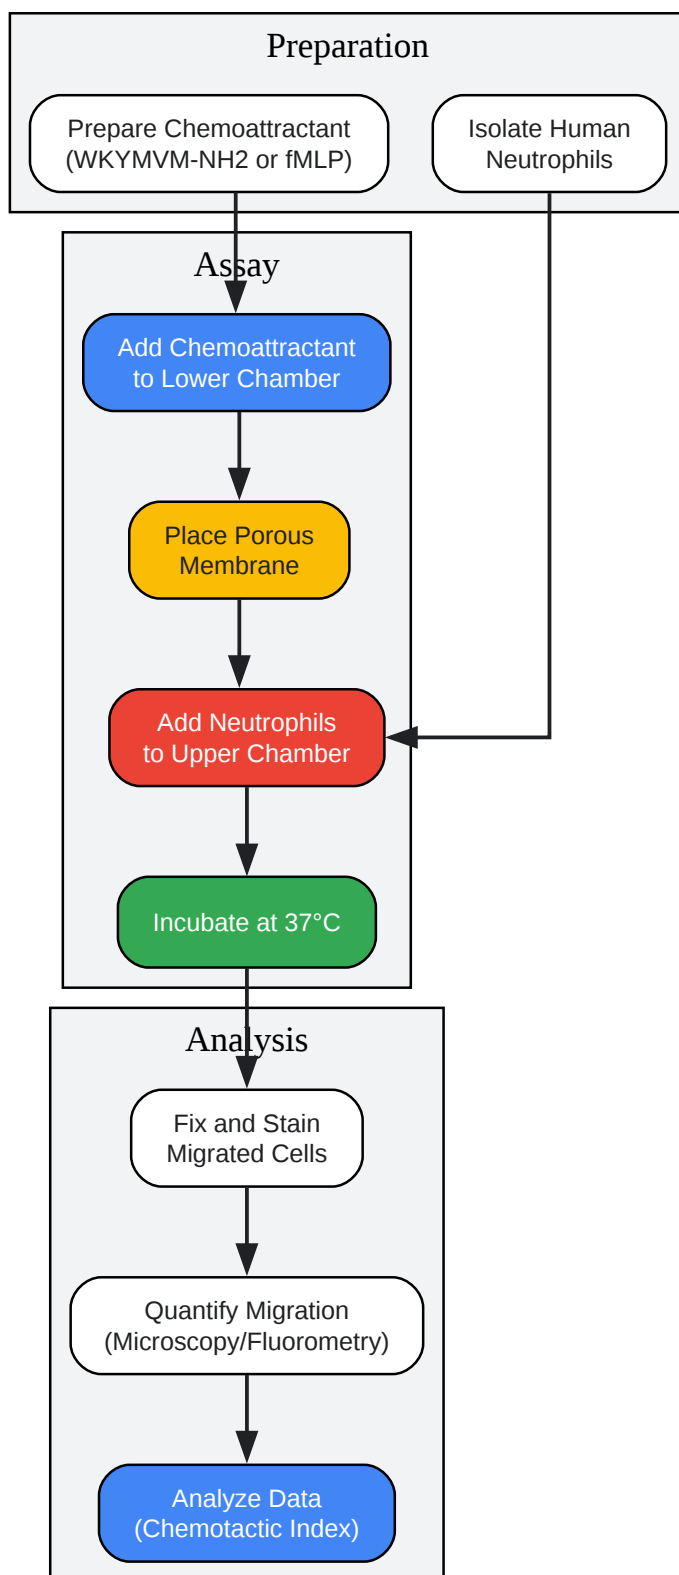 Preparation
Prepare Chemoattractant
(WKYMVM-NH2 or fMLP)
Isolate Human
Neutrophils
Assay
Add Chemoattractant
to Lower Chamber
Place Porous
Membrane
Add Neutrophils
to Upper Chamber
Incubate at 37°C
Analysis
Fix and Stain
Migrated Cells
Quantify Migration
(Microscopy/Fluorometry)
Analyze Data
(Chemotactic Index)